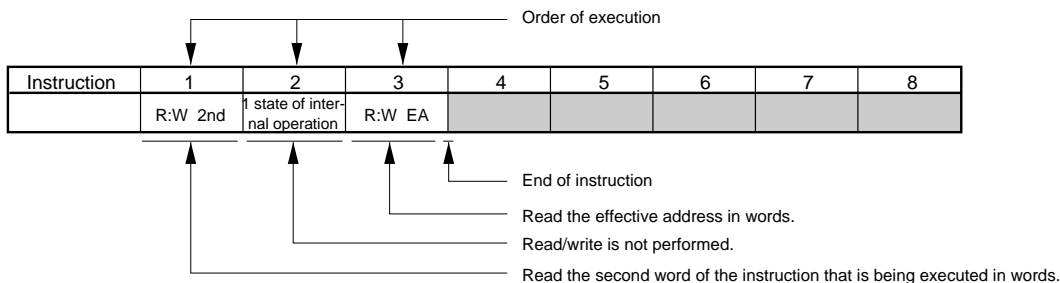 Order of execution
Instruction 1 2 3 4 5 6 7 8
R:W 2nd 1 state of inter- R:W EA
nal operation
End of instruction
Read the effective address in words.
Read/write is not performed.
Read the second word of the instruction that is being executed in words.